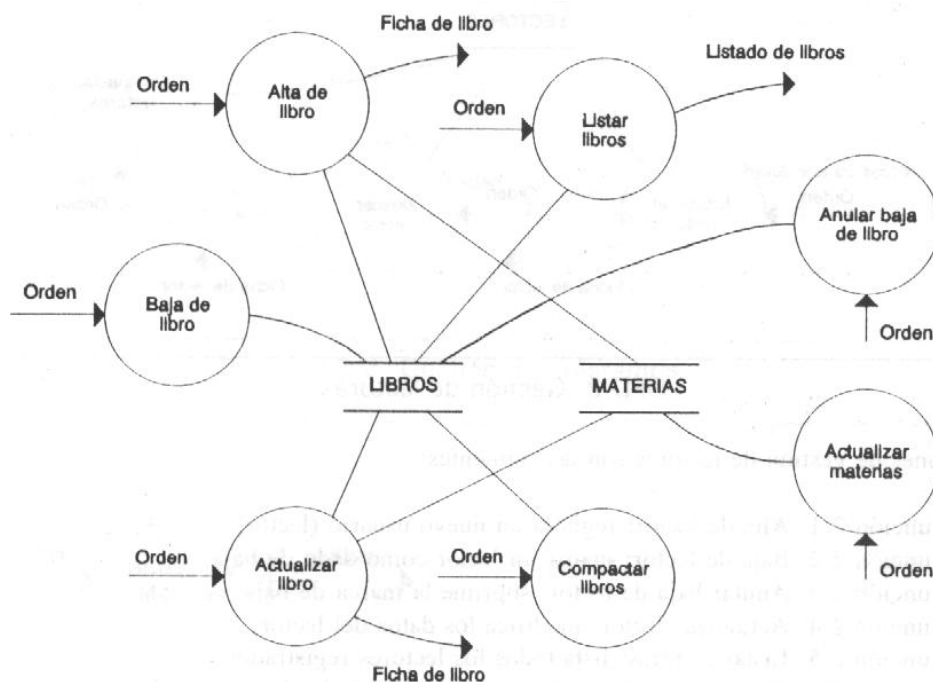 Ficha de libro
Listado de libros
Orden
Alta de
libro
Orden
Listar
libros
Anular baja
de libro
Orden
Baja de
libro
Orden
LIBROS
MATERIAS
Actualizar
materias
Orden
Actualizar
libro
Orden
Compactar
libros
Orden
Ficha de libro